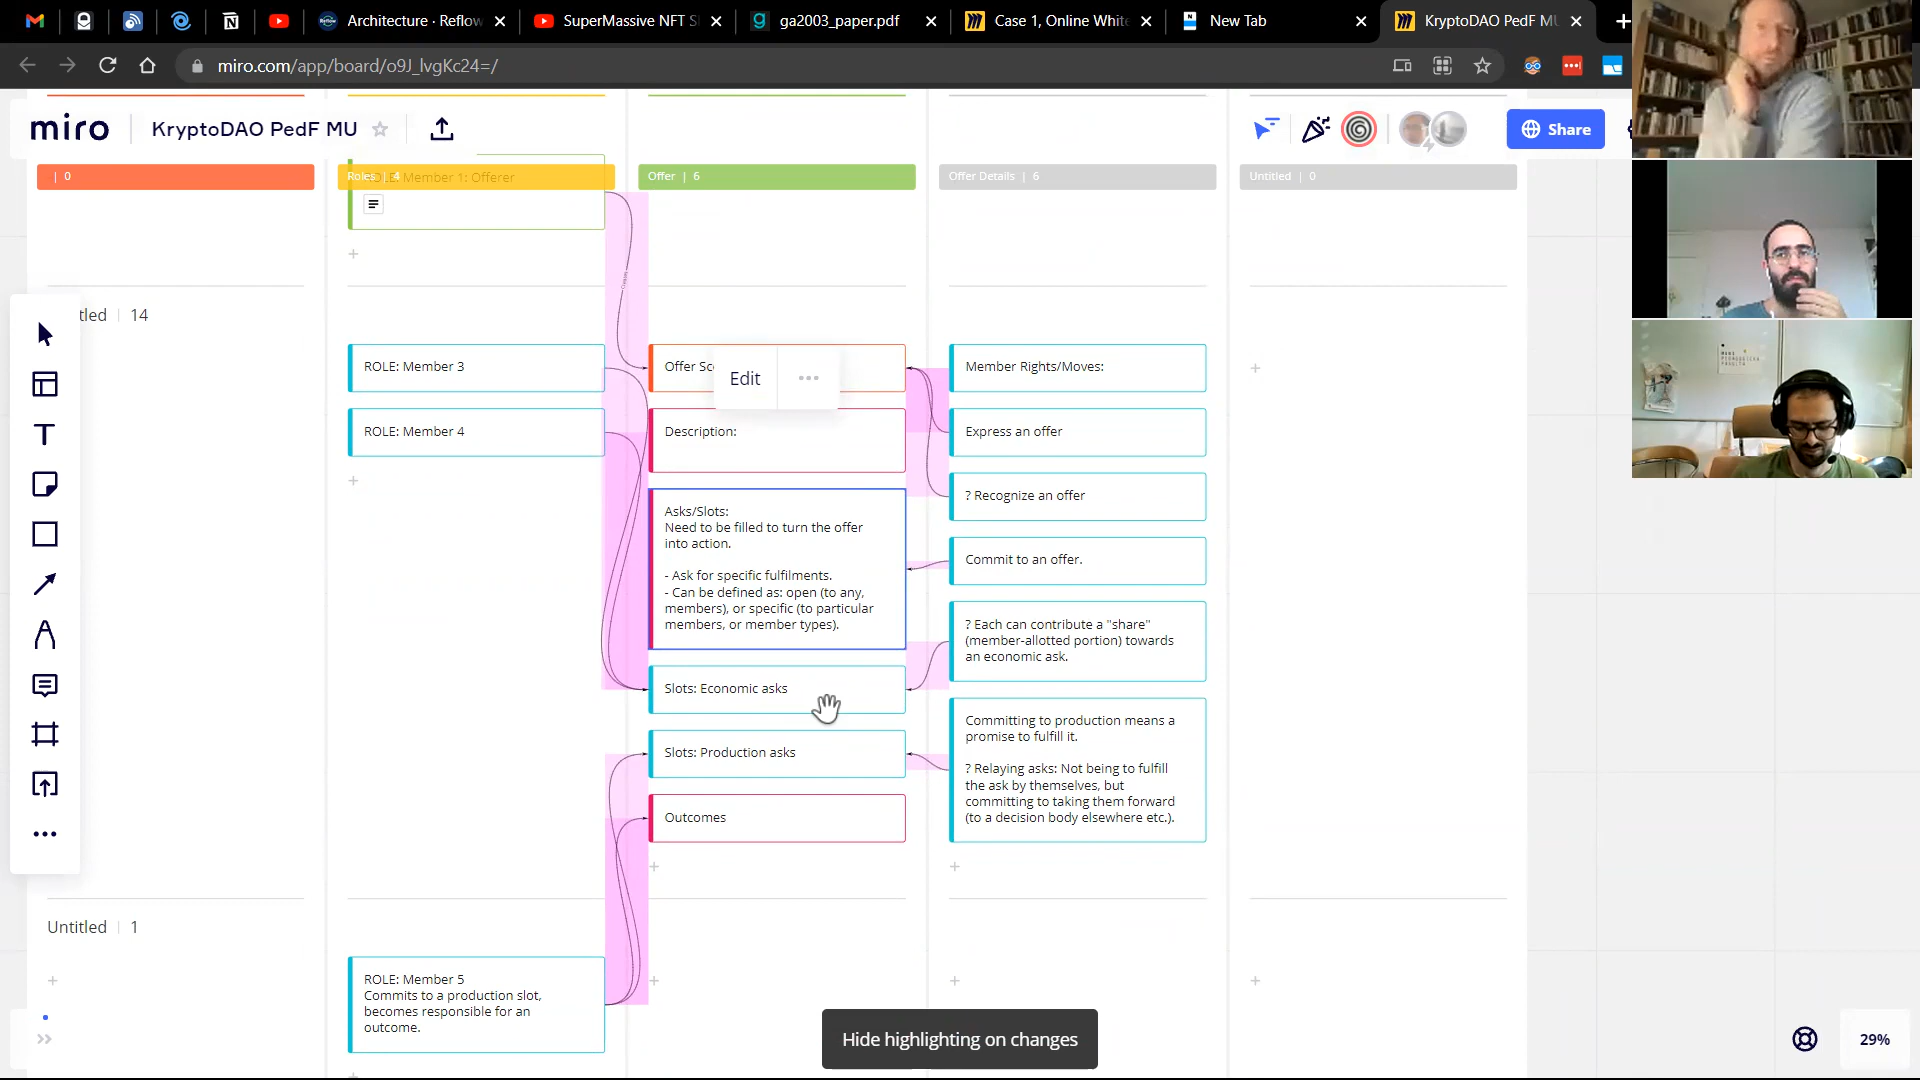 Architecture · Reflow
SuperMassive NFT S
ga2003_paper.pdf
Case 1, Online White
New Tab
KryptoDAO PedF MU
miro.com/app/board/o9J_lvgKc24=/
miro
KryptoDAO PedF MU
Share
| 0
Roles | 4
Member 1: Offerer
Offer | 6
Offer Details | 6
Untitled | 0
tled | 14
ROLE: Member 3
ROLE: Member 4
Offer Sc
Edit
Description:
Asks/Slots:
Need to be filled to turn the offer
into action.
- Ask for specific fulfilments.
- Can be defined as: open (to any,
members), or specific (to particular
members, or member types).
Slots: Economic asks
Slots: Production asks
Outcomes
Member Rights/Moves:
Express an offer
? Recognize an offer
Commit to an offer.
? Each can contribute a "share"
(member-allotted portion) towards
an economic ask.
Committing to production means a
promise to fulfill it.
? Relaying asks: Not being to fulfill
the ask by themselves, but
committing to taking them forward
(to a decision body elsewhere etc.).
Untitled | 1
ROLE: Member 5
Commits to a production slot,
becomes responsible for an
outcome.
Hide highlighting on changes
29%